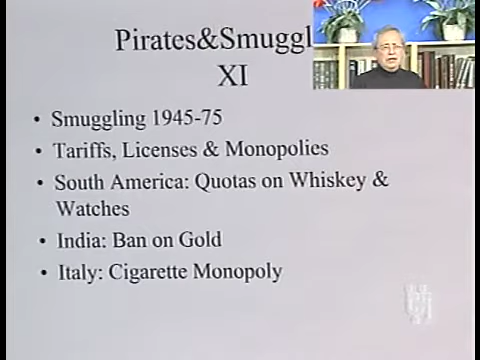 Pirates&Smuggl
XI
• Smuggling 1945-75
• Tariffs, Licenses & Monopolies
• South America: Quotas on Whiskey &
Watches
• India: Ban on Gold
• Italy: Cigarette Monopoly